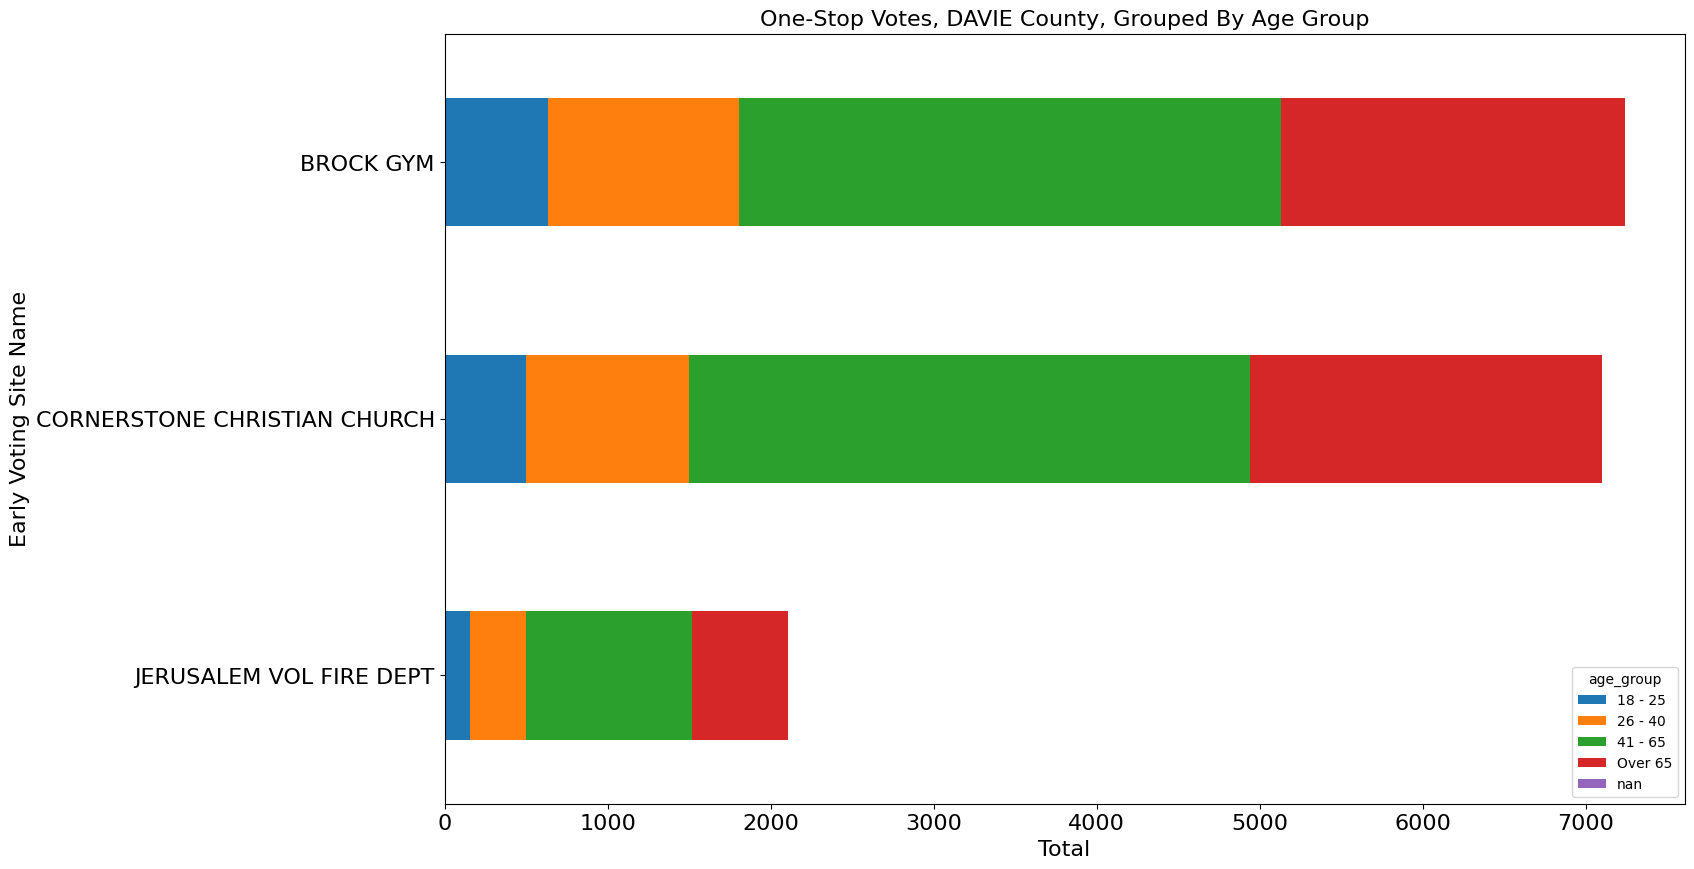 One-Stop Votes, DAVIE County, Grouped By Age Group
Early Voting Site Name
BROCK GYM
CORNERSTONE CHRISTIAN CHURCH
JERUSALEM VOL FIRE DEPT
age_group
18 - 25
26 - 40
41 - 65
Over 65
nan
0 1000 2000 3000 4000 5000 6000 7000
Total